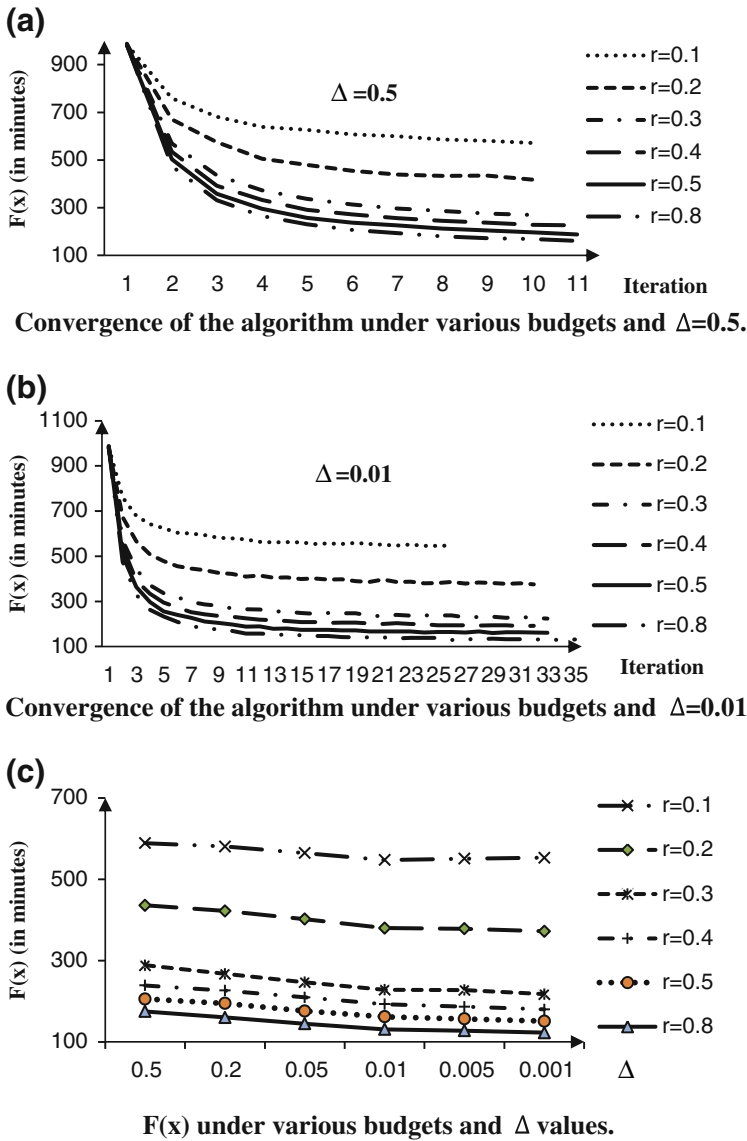 (a)
F(x) (in minutes)
900
700
500
300
100
Δ=0.5
r=0.1
r=0.2
r=0.3
r=0.4
r=0.5
r=0.8
1 2 3 4 5 6 7 8 9 10 11
Iteration
Convergence of the algorithm under various budgets and Δ=0.5.
(b)
F(x) (in minutes)
1100
900
700
500
300
100
Δ=0.01
r=0.1
r=0.2
r=0.3
r=0.4
r=0.5
r=0.8
1 3 5 7 9 11 13 15 17 19 21 23 25 27 29 31 33 35
Iteration
Convergence of the algorithm under various budgets and Δ=0.01
(c)
F(x) (in minutes)
700
500
300
100
r=0.1
r=0.2
r=0.3
r=0.4
r=0.5
r=0.8
0.5 0.2 0.05 0.01 0.005 0.001
Δ
F(x) under various budgets and Δ values.